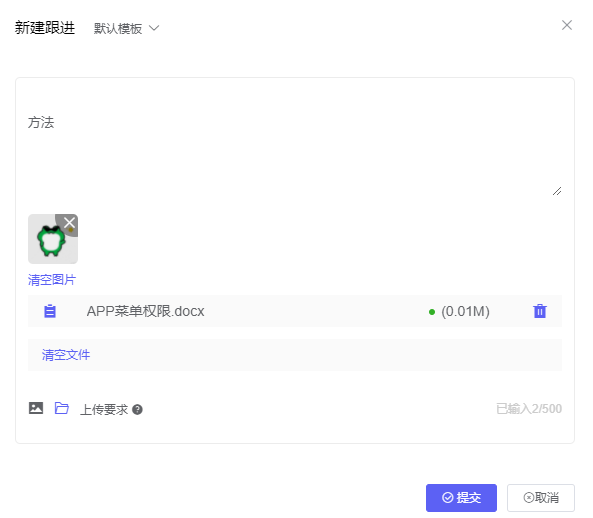 新建跟进 默认模板
方法
清空图片
APP菜单权限.docx (0.01M)
清空文件
上传要求 已输入2/500
提交 取消